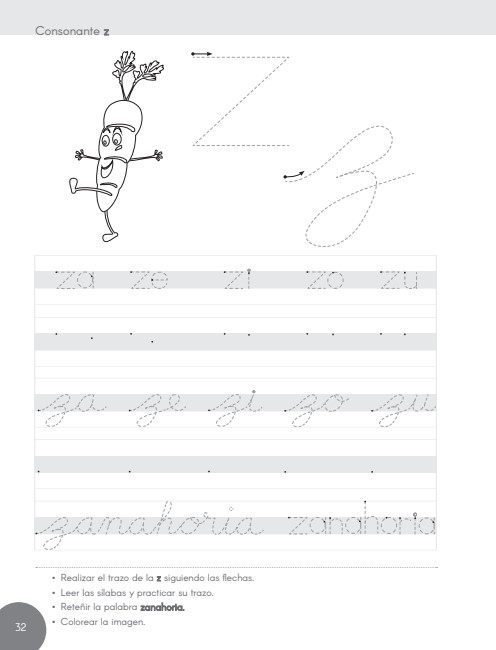 Consonante z
z
z
za ze zi zo zu
za ze zi zo zu
zanahoria zanahoria
• Realizar el trazo de la z siguiendo las flechas.
• Leer las sílabas y practicar su trazo.
• Reteñir la palabra zanahoria.
• Colorear la imagen.
32